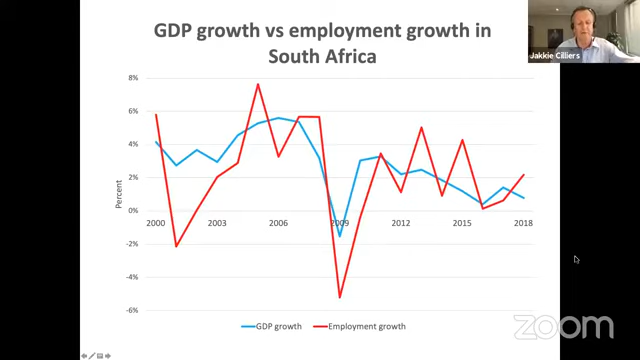 GDP growth vs employment growth in
South Africa
Jakkie Cilliers
8%
6%
4%
2%
0%
-2%
-4%
-6%
Percent
2000
2003
2006
2009
2012
2015
2018
GDP growth
Employment growth
zoom